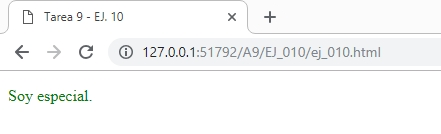 Tarea 9 - EJ. 10
127.0.0.1:51792/A9/EJ_010/ej_010.html
Soy especial.